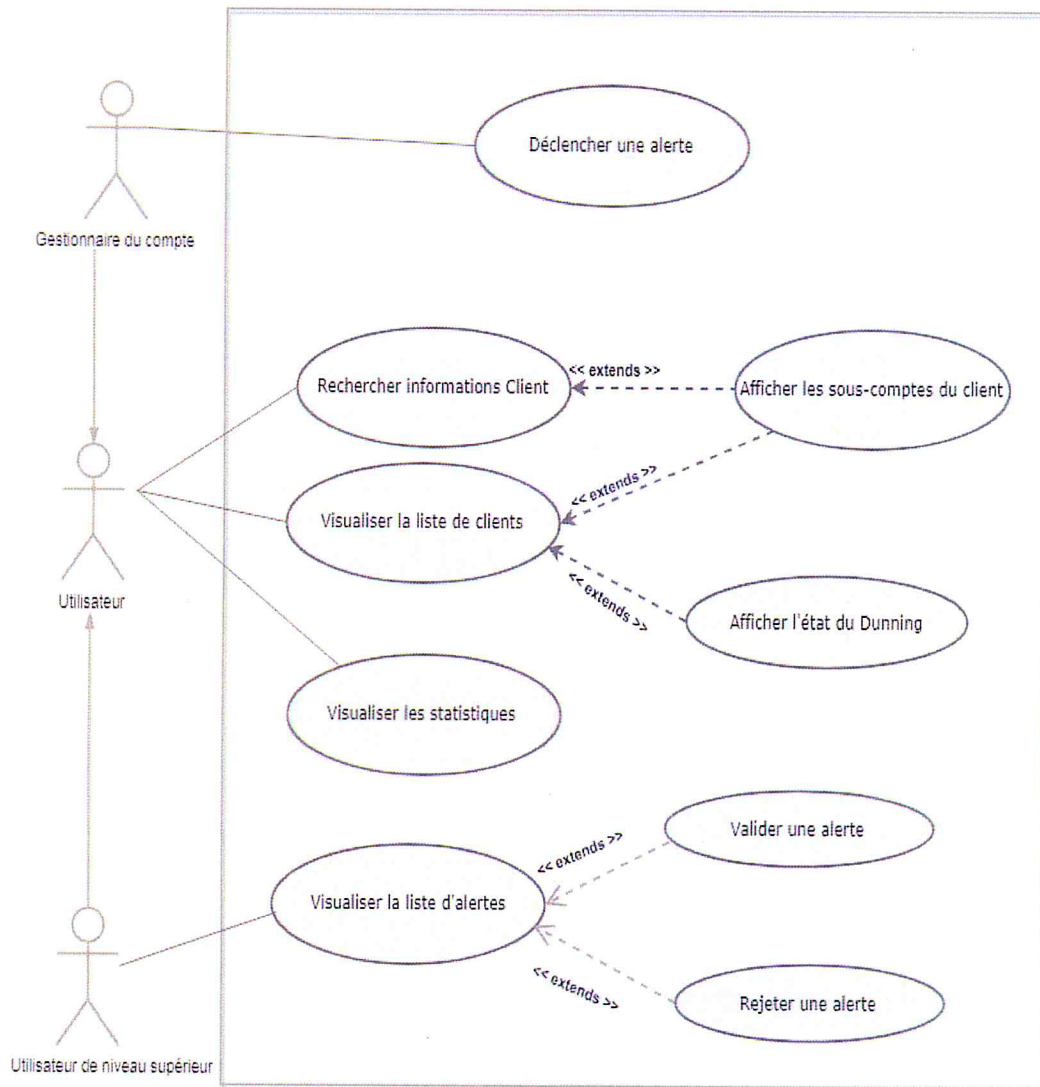 Déclencher une alerte
Gestionnaire du compte
<< extends >>
Rechercher informations Client
Afficher les sous-comptes du client
<< extends >>
Visualiser la liste de clients
<< extends >>
Utilisateur
Afficher l'état du Dunning
Visualiser les statistiques
Valider une alerte
<< extends >>
Visualiser la liste d'alertes
<< extends >>
Rejeter une alerte
Utilisateur de niveau supérieur